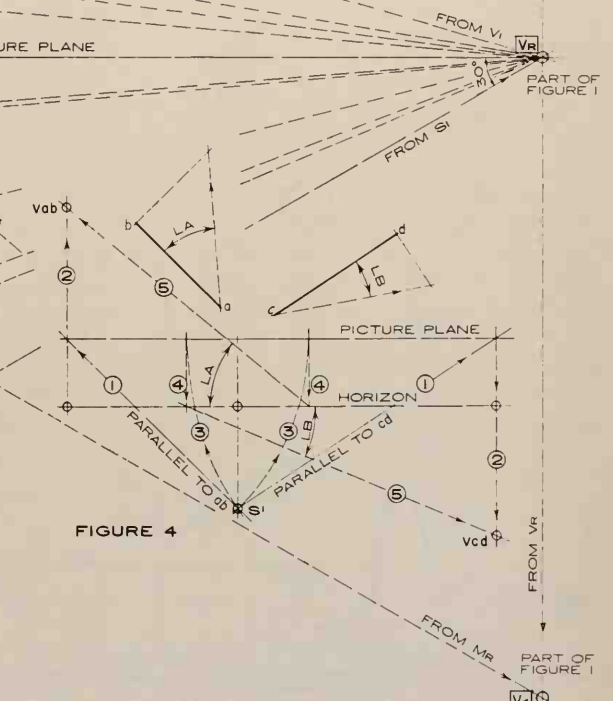 FROM V1
URE PLANE
VR
30°
PART OF
FIGURE 1
FROM S1
Vab
b
LA
d
②
⑤
LB
a
c
PICTURE PLANE
①
④
LA
④
①
HORIZON
③
③
LB
②
PARALLEL TO ab
PARALLEL TO cd
S1
⑤
FIGURE 4
Vcd
FROM VR
FROM MR
PART OF
FIGURE 1